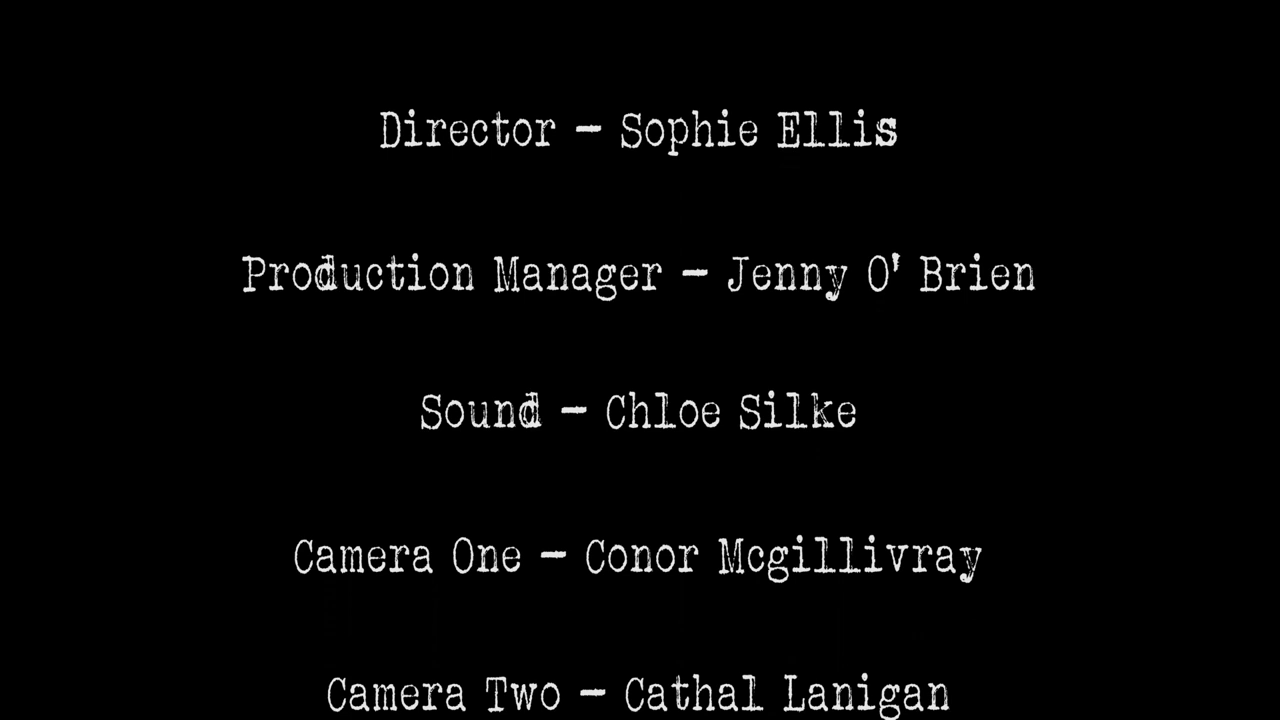 Director - Sophie Ellis
Production Manager - Jenny O' Brien
Sound - Chloe Silke
Camera One - Conor Mcgillivray
Camera Two - Cathal Lanigan